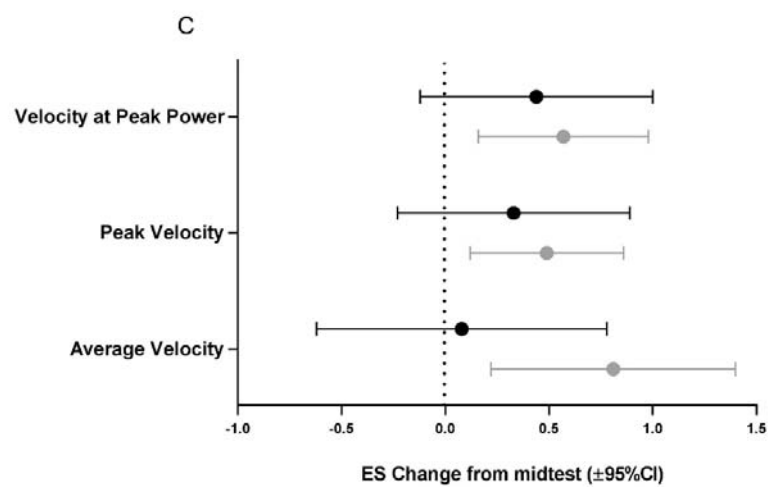 C
Velocity at Peak Power
Peak Velocity
Average Velocity
-1.0 -0.5 0.0 0.5 1.0 1.5
ES Change from midtest (±95%CI)